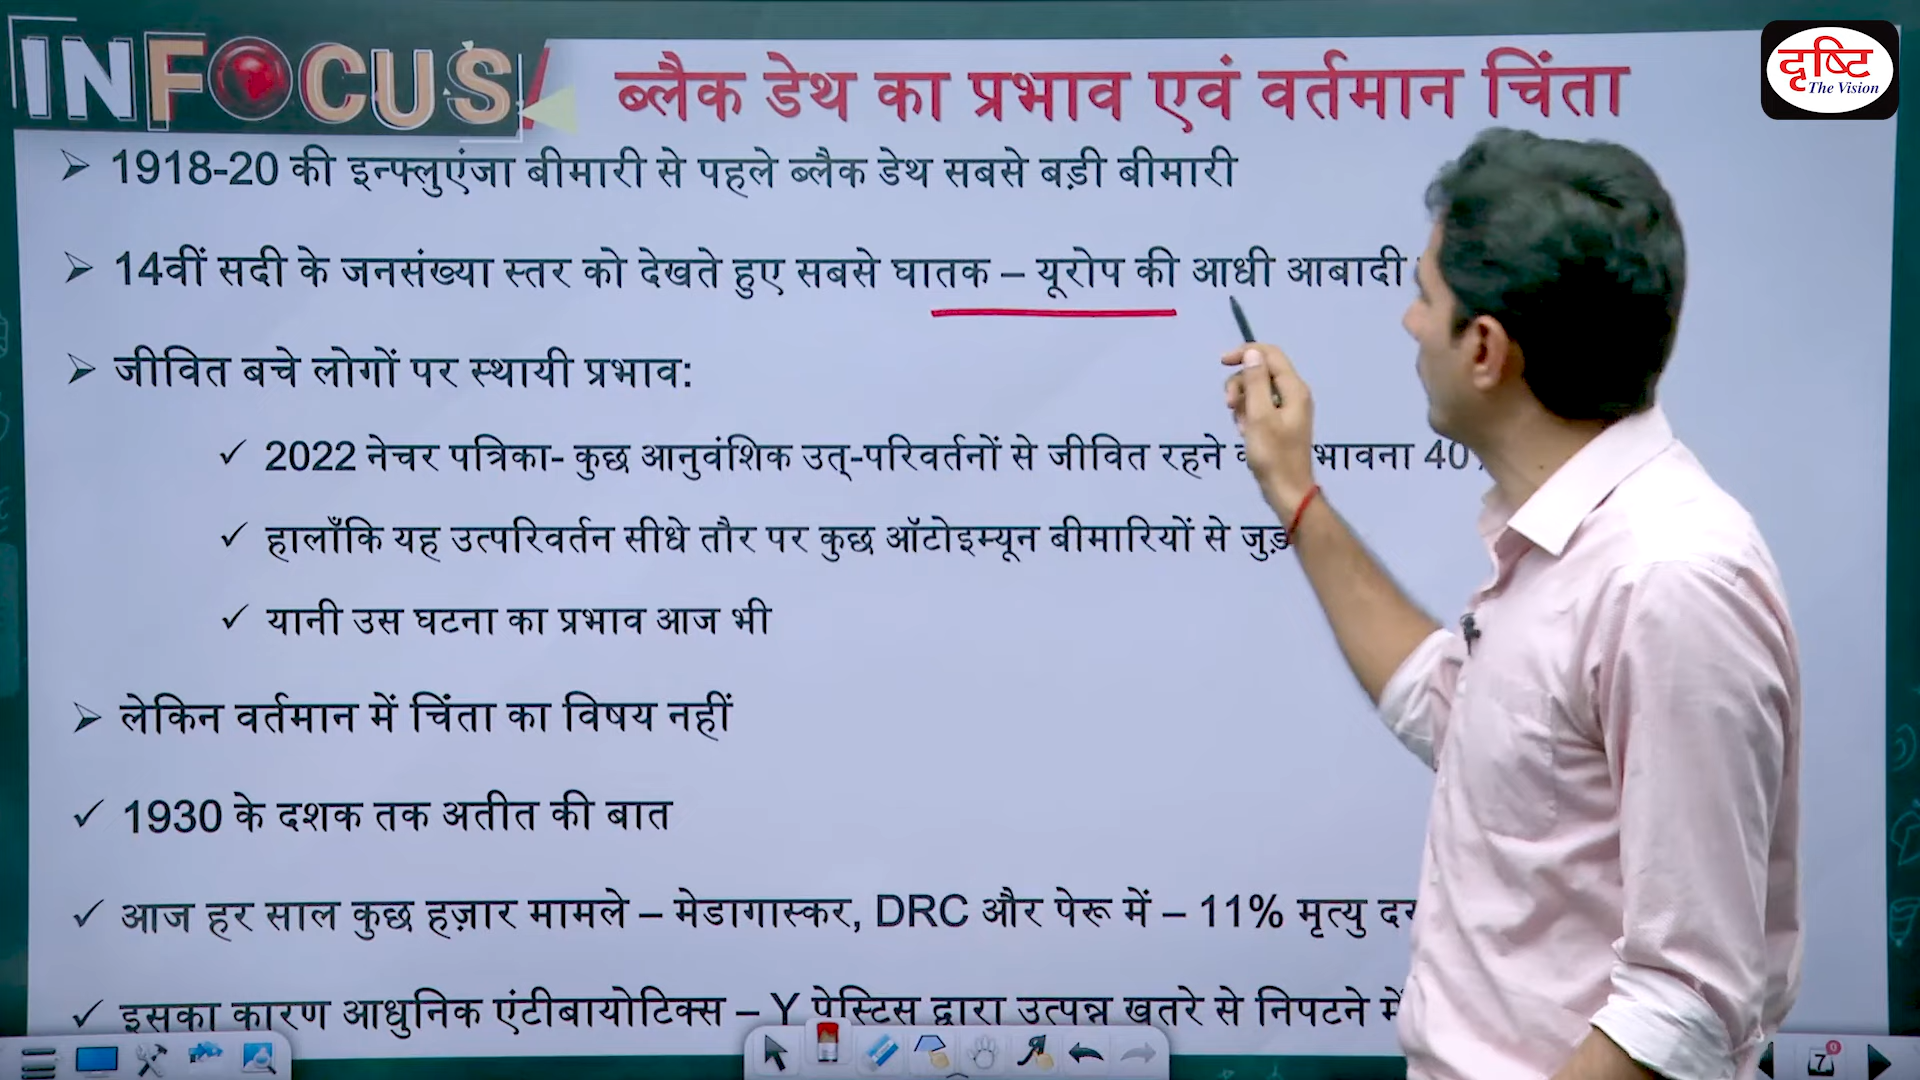 INFOCUS
ब्लैक डेथ का प्रभाव एवं वर्तमान चिंता
दृष्टि
The Vision
➢ 1918-20 की इन्फ्लुएंजा बीमारी से पहले ब्लैक डेथ सबसे बड़ी बीमारी
➢ 14वीं सदी के जनसंख्या स्तर को देखते हुए सबसे घातक – यूरोप की आधी आबादी
➢ जीवित बचे लोगों पर स्थायी प्रभाव:
✓ 2022 नेचर पत्रिका- कुछ आनुवंशिक उत्-परिवर्तनों से जीवित रहने
✓ हालाँकि यह उत्परिवर्तन सीधे तौर पर कुछ ऑटोइम्यून बीमारियों से
✓ यानी उस घटना का प्रभाव आज भी
➢ लेकिन वर्तमान में चिंता का विषय नहीं
✓ 1930 के दशक तक अतीत की बात
✓ आज हर साल कुछ हज़ार मामले – मेडागास्कर, DRC और पेरू में – 11% मृत्यु
✓ इसका कारण आधुनिक एंटीबायोटिक्स – Y पेस्टिस द्वारा उत्पन्न खतरे से निपटने में
7
0